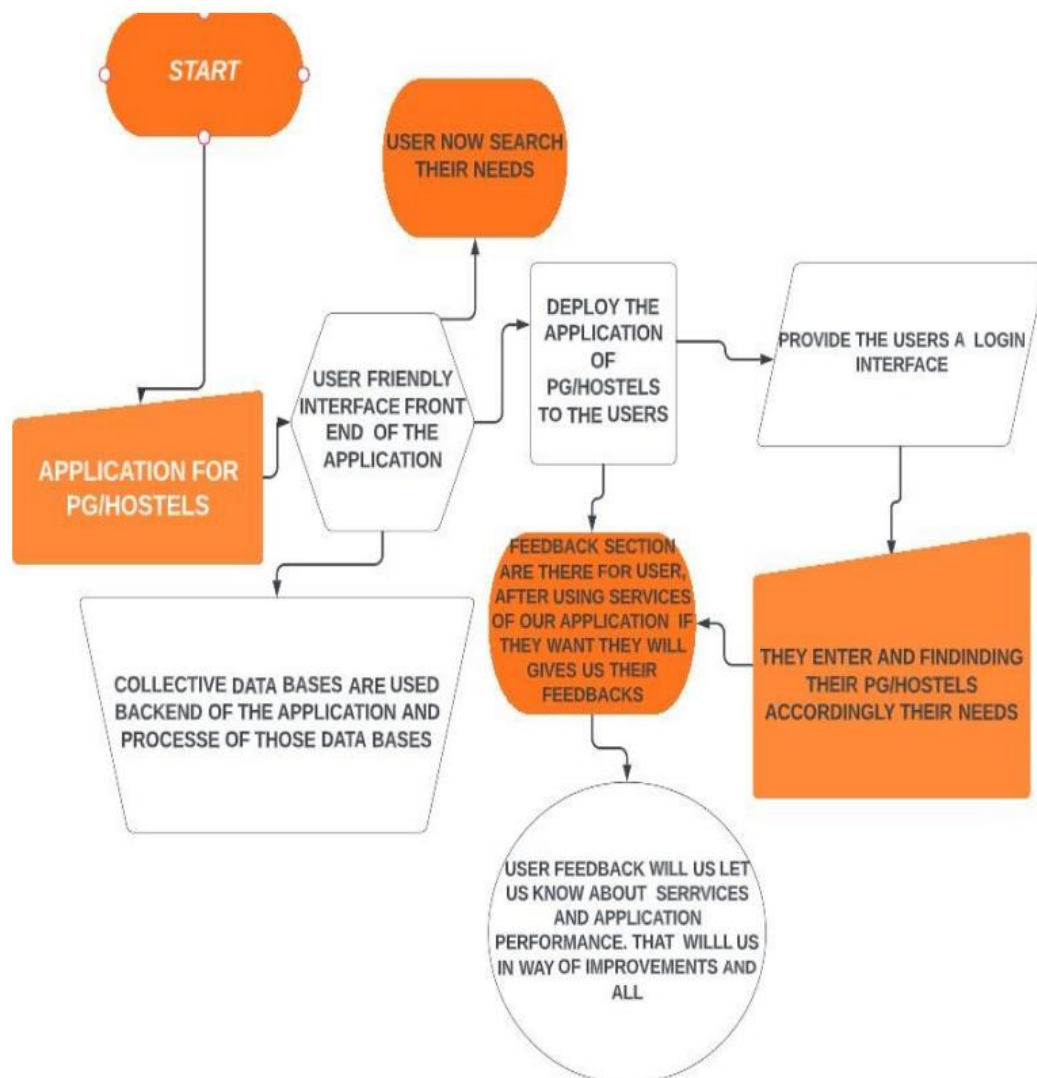 START
USER NOW SEARCH
THEIR NEEDS
DEPLOY THE
APPLICATION
OF
PG/HOSTELS
TO THE USERS
PROVIDE THE USERS A LOGIN
INTERFACE
USER FRIENDLY
INTERFACE FRONT
END OF THE
APPLICATION
APPLICATION FOR
PG/HOSTELS
FEEDBACK SECTION
ARE THERE FOR USER,
AFTER USING SERVICES
OF OUR APPLICATION IF
THEY WANT THEY WILL
GIVES US THEIR
FEEDBACKS
THEY ENTER AND FINDINDING
THEIR PG/HOSTELS
ACCORDINGLY THEIR NEEDS
COLLECTIVE DATA BASES ARE USED
BACKEND OF THE APPLICATION AND
PROCESSE OF THOSE DATA BASES
USER FEEDBACK WILL US LET
US KNOW ABOUT SERRVICES
AND APPLICATION
PERFORMANCE. THAT WILLL US
IN WAY OF IMPROVEMENTS AND
ALL